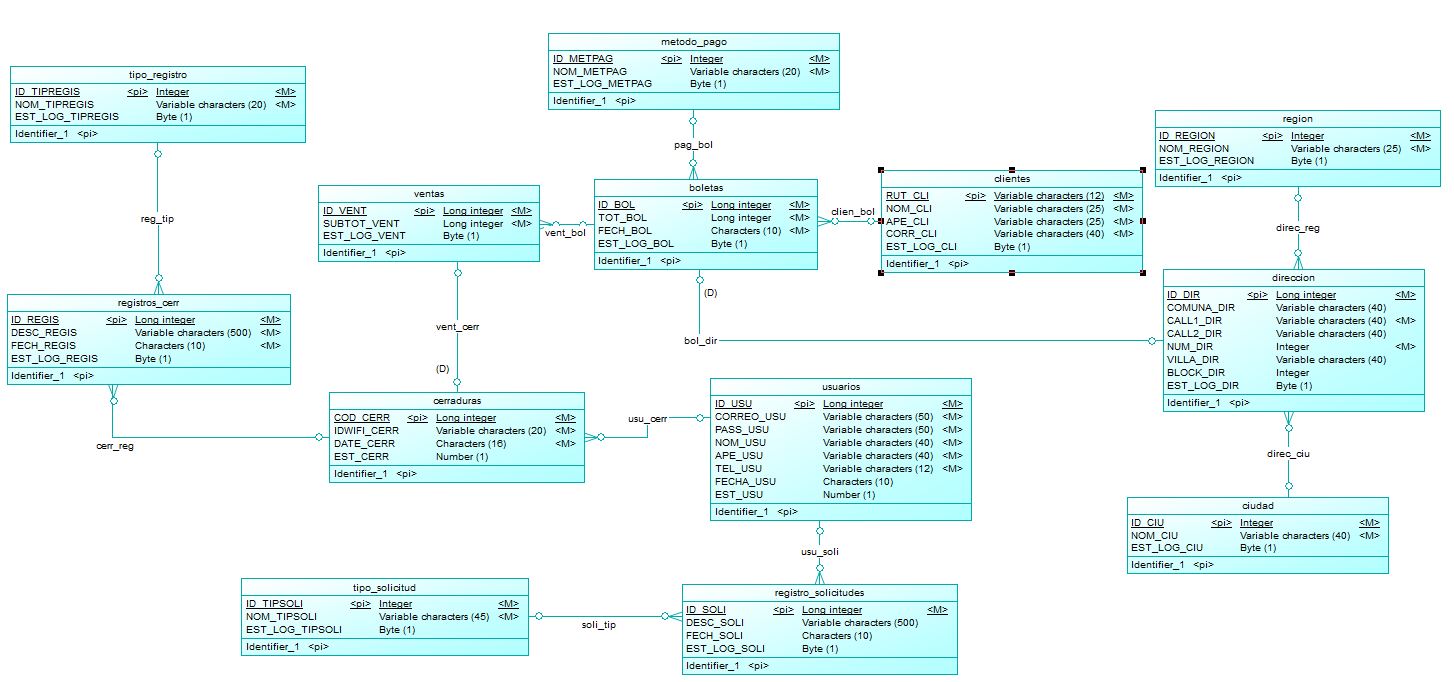 metodo_pago
ID_METPAG <pi> Integer <M>
NOM_METPAG Variable characters (20) <M>
EST_LOG_METPAG Byte (1)
Identifier_1 <pi>
tipo_registro
ID_TIPREGIS <pi> Integer <M>
NOM_TIPREGIS Variable characters (20) <M>
EST_LOG_TIPREGIS Byte (1)
Identifier_1 <pi>
region
ID_REGION <pi> Integer <M>
NOM_REGION Variable characters (25) <M>
EST_LOG_REGION Byte (1)
Identifier_1 <pi>
pag_bol
reg_tip
ventas
ID_VENT <pi> Long integer <M>
SUBTOT_VENT Long integer <M>
EST_LOG_VENT Byte (1)
Identifier_1 <pi>
vent_bol
boletas
ID_BOL <pi> Long integer <M>
TOT_BOL Long integer <M>
FECH_BOL Characters (10) <M>
EST_LOG_BOL Byte (1)
Identifier_1 <pi>
clien_bol
clientes
RUT_CLI <pi> Variable characters (12) <M>
NOM_CLI Variable characters (25) <M>
APE_CLI Variable characters (25) <M>
CORR_CLI Variable characters (40) <M>
EST_LOG_CLI Byte (1)
Identifier_1 <pi>
direc_reg
direccion
ID_DIR <pi> Long integer <M>
COMUNA_DIR Variable characters (40)
CALL1_DIR Variable characters (40) <M>
CALL2_DIR Variable characters (40)
NUM_DIR Integer <M>
VILLA_DIR Variable characters (40)
BLOCK_DIR Integer
EST_LOG_DIR Byte (1)
Identifier_1 <pi>
registros_cerr
ID_REGIS <pi> Long integer <M>
DESC_REGIS Variable characters (500) <M>
FECH_REGIS Characters (10) <M>
EST_LOG_REGIS Byte (1)
Identifier_1 <pi>
(D)
vent_cerr
bol_dir
(D)
cerraduras
COD_CERR <pi> Long integer <M>
IDWIFI_CERR Variable characters (20) <M>
DATE_CERR Characters (16) <M>
EST_CERR Number (1)
Identifier_1 <pi>
cerr_reg
usu_cerr
usuarios
ID_USU <pi> Long integer <M>
CORREO_USU Variable characters (50) <M>
PASS_USU Variable characters (50) <M>
NOM_USU Variable characters (40) <M>
APE_USU Variable characters (40) <M>
TEL_USU Variable characters (12) <M>
FECHA_USU Characters (10)
EST_USU Number (1)
Identifier_1 <pi>
direc_ciu
ciudad
ID_CIU <pi> Integer <M>
NOM_CIU Variable characters (40) <M>
EST_LOG_CIU Byte (1)
Identifier_1 <pi>
usu_soli
tipo_solicitud
ID_TIPSOLI <pi> Integer <M>
NOM_TIPSOLI Variable characters (45) <M>
EST_LOG_TIPSOLI Byte (1)
Identifier_1 <pi>
soli_tip
registro_solicitudes
ID_SOLI <pi> Long integer <M>
DESC_SOLI Variable characters (500)
FECH_SOLI Characters (10)
EST_LOG_SOLI Byte (1)
Identifier_1 <pi>